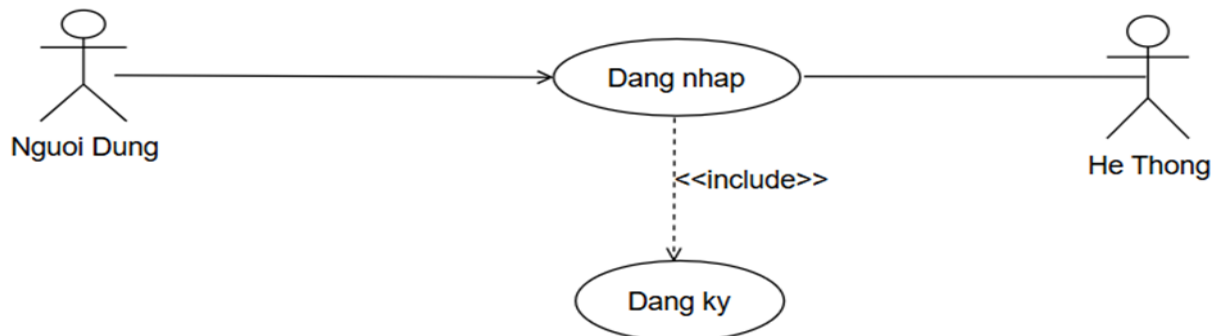 Dang nhap
Nguoi Dung
He Thong
<<include>>
Dang ky